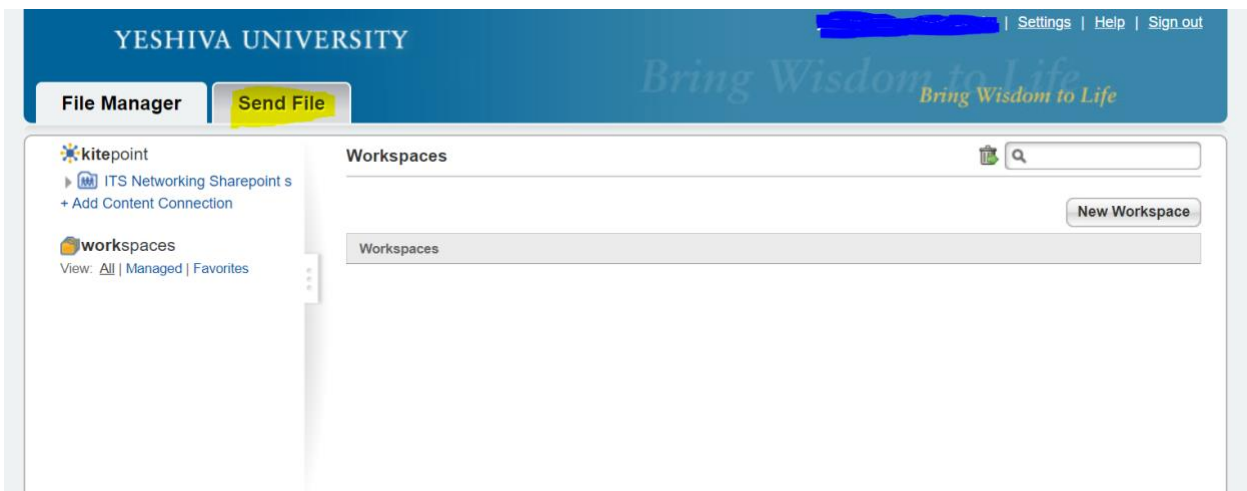 YESHIVA UNIVERSITY
| Settings | Help | Sign out
Bring Wisdom to Life
Bring Wisdom to Life
File Manager
Send File
kitepoint
ITS Networking Sharepoint s
+ Add Content Connection
workspaces
View: All | Managed | Favorites
Workspaces
New Workspace
Workspaces